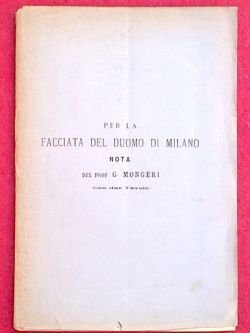 PER LA
FACCIATA DEL DUOMO DI MILANO
NOTA
DEL PROF G. MONGERI
Con due Tavole